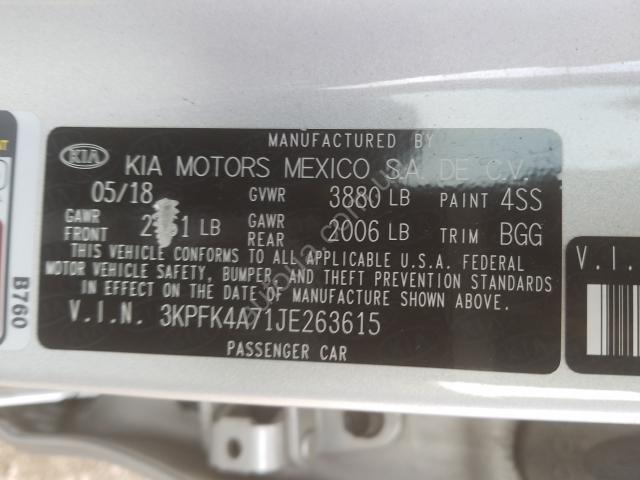 MANUFACTURED BY
KIA KIA MOTORS MEXICO S.A. DE C.V.
05/18 GVWR 3880 LB PAINT 4SS
GAWR FRONT LB GAWR REAR 2006 LB TRIM BGG
THIS VEHICLE CONFORMS TO ALL APPLICABLE U.S.A. FEDERAL
MOTOR VEHICLE SAFETY, BUMPER AND THEFT PREVENTION STANDARDS
IN EFFECT ON THE DATE OF MANUFACTURE SHOWN ABOVE.
V.I.N. 3KPFK4A71JE263615
PASSENGER CAR
B760
V.I.